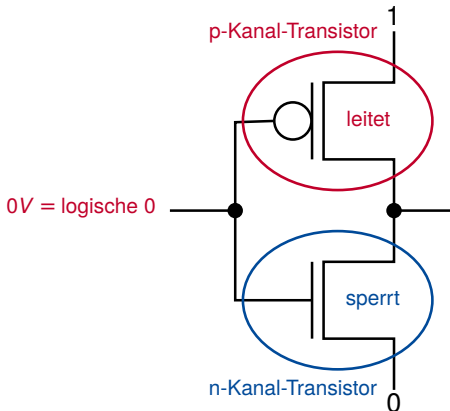 1
p-Kanal-Transistor
leitet
0V = logische 0
sperrt
n-Kanal-Transistor
0